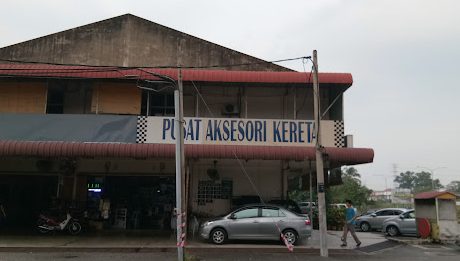 PUSAT AKSESORI KERETA